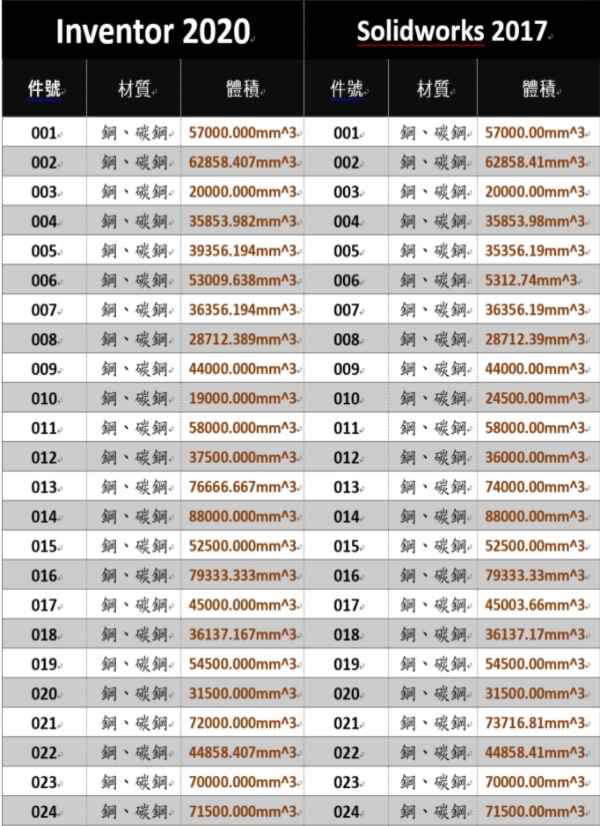 Inventor 2020 Solidworks 2017
件號 材質 體積 件號 材質 體積
001 鋼、碳鋼 57000.000mm^3 001 鋼、碳鋼 57000.00mm^3
002 鋼、碳鋼 62858.407mm^3 002 鋼、碳鋼 62858.41mm^3
003 鋼、碳鋼 20000.000mm^3 003 鋼、碳鋼 20000.00mm^3
004 鋼、碳鋼 35853.982mm^3 004 鋼、碳鋼 35853.98mm^3
005 鋼、碳鋼 39356.194mm^3 005 鋼、碳鋼 35356.19mm^3
006 鋼、碳鋼 53009.638mm^3 006 鋼、碳鋼 5312.74mm^3
007 鋼、碳鋼 36356.194mm^3 007 鋼、碳鋼 36356.19mm^3
008 鋼、碳鋼 28712.389mm^3 008 鋼、碳鋼 28712.39mm^3
009 鋼、碳鋼 44000.000mm^3 009 鋼、碳鋼 44000.00mm^3
010 鋼、碳鋼 19000.000mm^3 010 鋼、碳鋼 24500.00mm^3
011 鋼、碳鋼 58000.000mm^3 011 鋼、碳鋼 58000.00mm^3
012 鋼、碳鋼 37500.000mm^3 012 鋼、碳鋼 36000.00mm^3
013 鋼、碳鋼 76666.667mm^3 013 鋼、碳鋼 74000.00mm^3
014 鋼、碳鋼 88000.000mm^3 014 鋼、碳鋼 88000.00mm^3
015 鋼、碳鋼 52500.000mm^3 015 鋼、碳鋼 52500.00mm^3
016 鋼、碳鋼 79333.333mm^3 016 鋼、碳鋼 79333.33mm^3
017 鋼、碳鋼 45000.000mm^3 017 鋼、碳鋼 45003.66mm^3
018 鋼、碳鋼 36137.167mm^3 018 鋼、碳鋼 36137.17mm^3
019 鋼、碳鋼 54500.000mm^3 019 鋼、碳鋼 54500.00mm^3
020 鋼、碳鋼 31500.000mm^3 020 鋼、碳鋼 31500.00mm^3
021 鋼、碳鋼 72000.000mm^3 021 鋼、碳鋼 73716.81mm^3
022 鋼、碳鋼 44858.407mm^3 022 鋼、碳鋼 44858.41mm^3
023 鋼、碳鋼 70000.000mm^3 023 鋼、碳鋼 70000.00mm^3
024 鋼、碳鋼 71500.000mm^3 024 鋼、碳鋼 71500.00mm^3